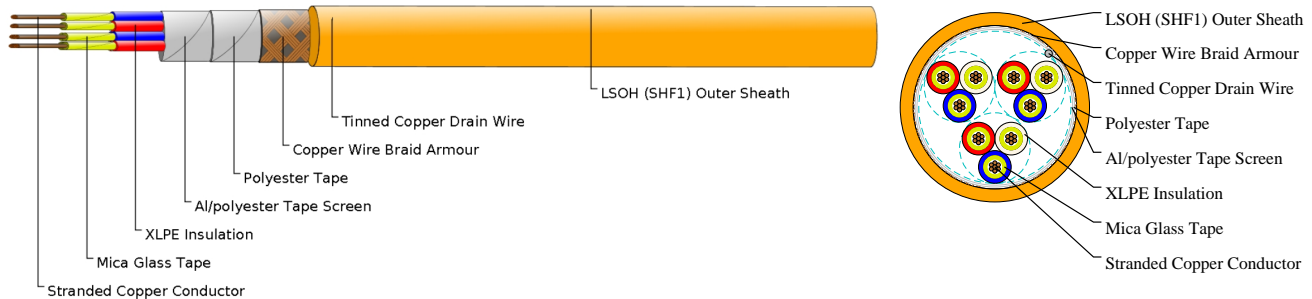 LSOH (SHF1) Outer Sheath
Tinned Copper Drain Wire
Copper Wire Braid Armour
Polyester Tape
Al/polyester Tape Screen
XLPE Insulation
Mica Glass Tape
Stranded Copper Conductor
LSOH (SHF1) Outer Sheath
Copper Wire Braid Armour
Tinned Copper Drain Wire
Polyester Tape
Al/polyester Tape Screen
XLPE Insulation
Mica Glass Tape
Stranded Copper Conductor